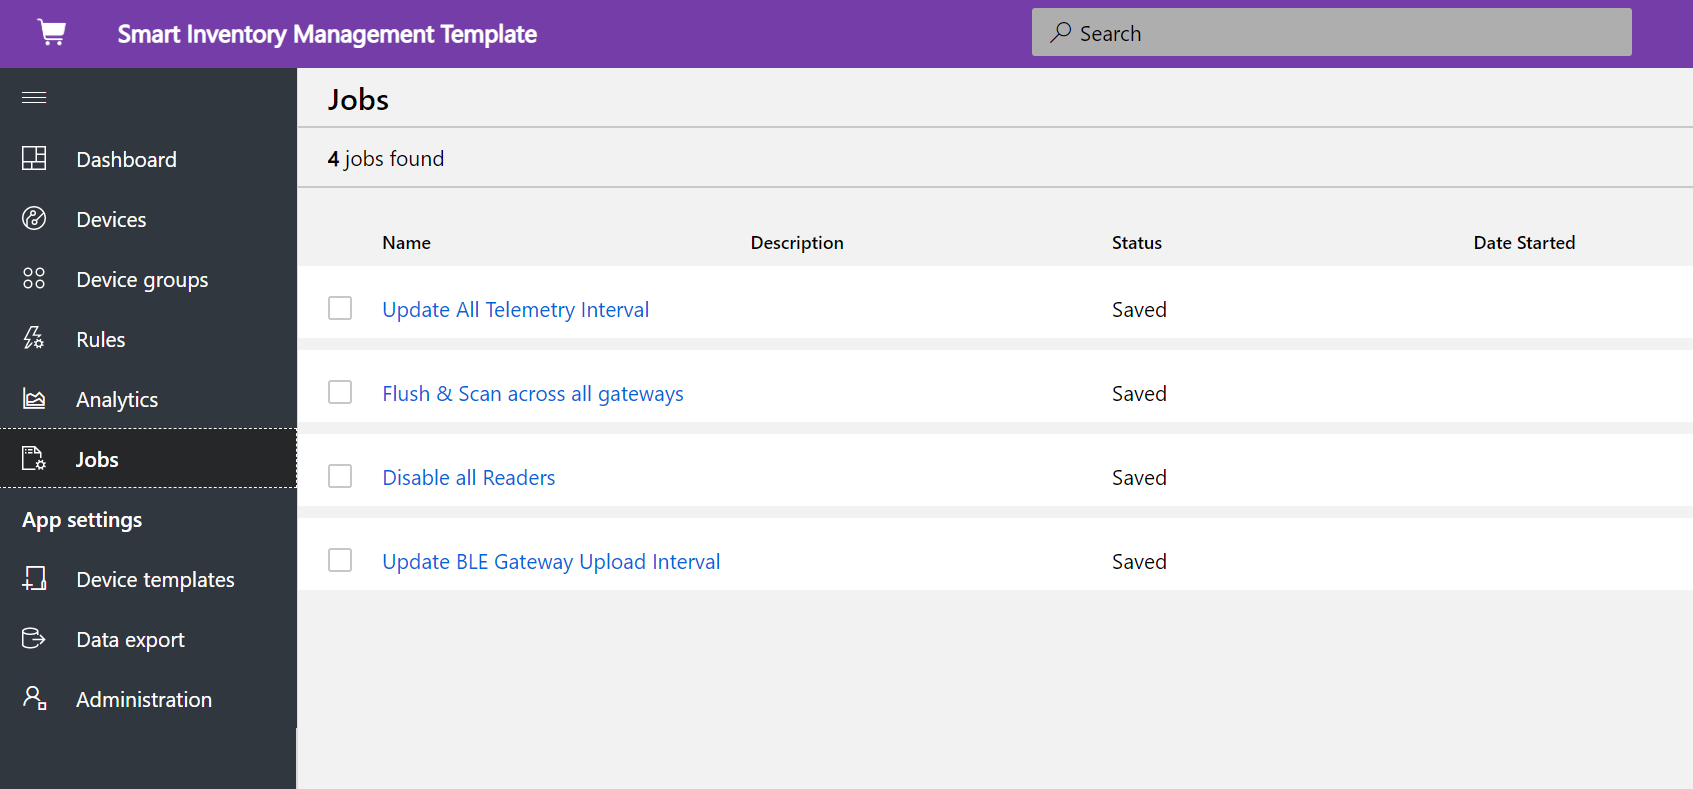 Smart Inventory Management Template
Search
Dashboard
Devices
Device groups
Rules
Analytics
Jobs
App settings
Device templates
Data export
Administration
Jobs
4 jobs found
Name Description Status Date Started
Update All Telemetry Interval Saved
Flush & Scan across all gateways Saved
Disable all Readers Saved
Update BLE Gateway Upload Interval Saved